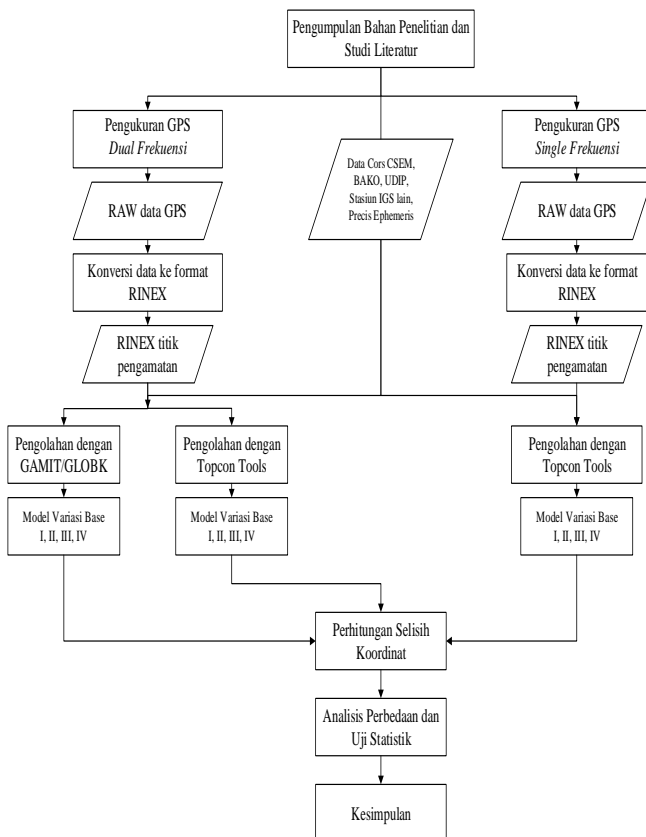 Pengumpulan Bahan Penelitian dan
Studi Literatur
Pengukuran GPS
Dual Frekuensi
Data Cors CSEM,
BAKO, UDIP,
Stasiun IGS lain,
Precis Ephemeris
Pengukuran GPS
Single Frekuensi
RAW data GPS
RAW data GPS
Konversi data ke format
RINEX
Konversi data ke format
RINEX
RINEX titik
pengamatan
RINEX titik
pengamatan
Pengolahan dengan
GAMIT/GLOBK
Pengolahan dengan
Topcon Tools
Pengolahan dengan
Topcon Tools
Model Variasi Base
I, II, III, IV
Model Variasi Base
I, II, III, IV
Model Variasi Base
I, II, III, IV
Perhitungan Selisih
Koordinat
Analisis Perbedaan dan
Uji Statistik
Kesimpulan